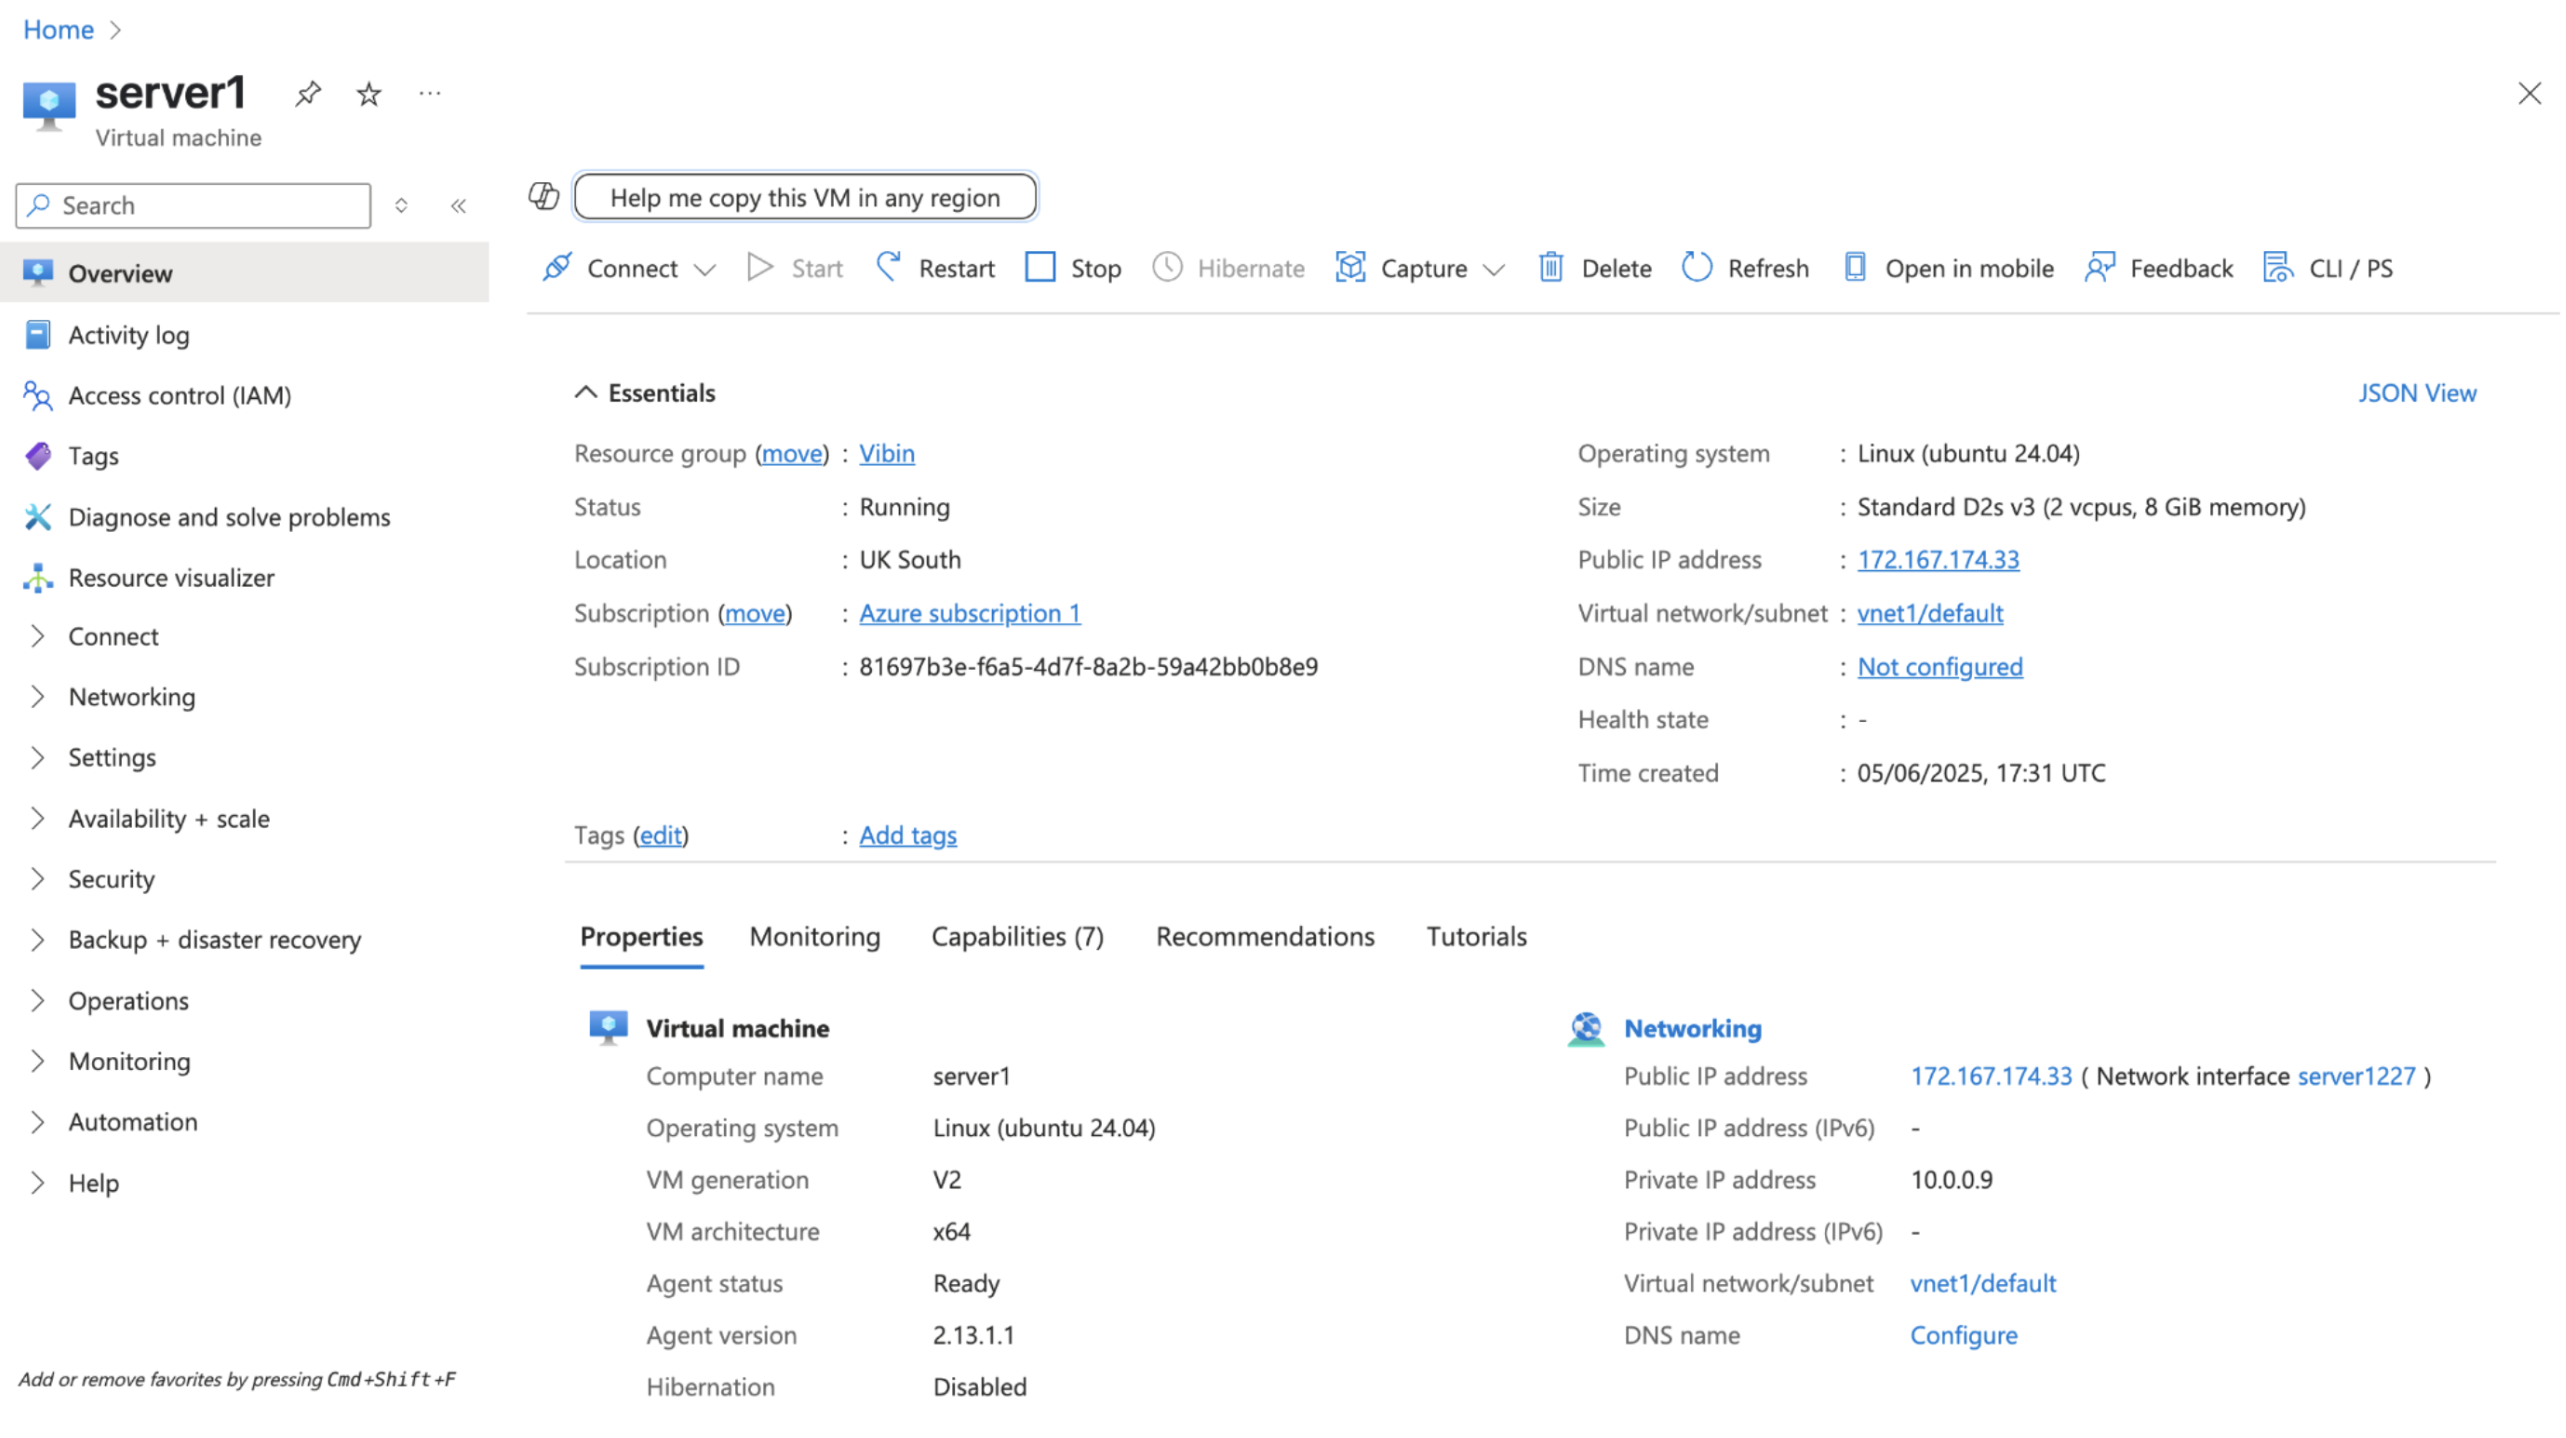 Home
server1
Virtual machine
Search
Help me copy this VM in any region
Connect Start Restart Stop Hibernate Capture Delete Refresh Open in mobile Feedback CLI / PS
Overview
Activity log
Access control (IAM)
Tags
Diagnose and solve problems
Resource visualizer
Connect
Networking
Settings
Availability + scale
Security
Backup + disaster recovery
Operations
Monitoring
Automation
Help
Add or remove favorites by pressing Cmd+Shift+F
Essentials
JSON View
Resource group (move) : Vibin
Status : Running
Location : UK South
Subscription (move) : Azure subscription 1
Subscription ID : 81697b3e-f6a5-4d7f-8a2b-59a42bb0b8e9
Operating system : Linux (ubuntu 24.04)
Size : Standard D2s v3 (2 vcpus, 8 GiB memory)
Public IP address : 172.167.174.33
Virtual network/subnet : vnet1/default
DNS name : Not configured
Health state : -
Time created : 05/06/2025, 17:31 UTC
Tags (edit) : Add tags
Properties Monitoring Capabilities (7) Recommendations Tutorials
Virtual machine
Computer name server1
Operating system Linux (ubuntu 24.04)
VM generation V2
VM architecture x64
Agent status Ready
Agent version 2.13.1.1
Hibernation Disabled
Networking
Public IP address 172.167.174.33 ( Network interface server1227 )
Public IP address (IPv6) -
Private IP address 10.0.0.9
Private IP address (IPv6) -
Virtual network/subnet vnet1/default
DNS name Configure